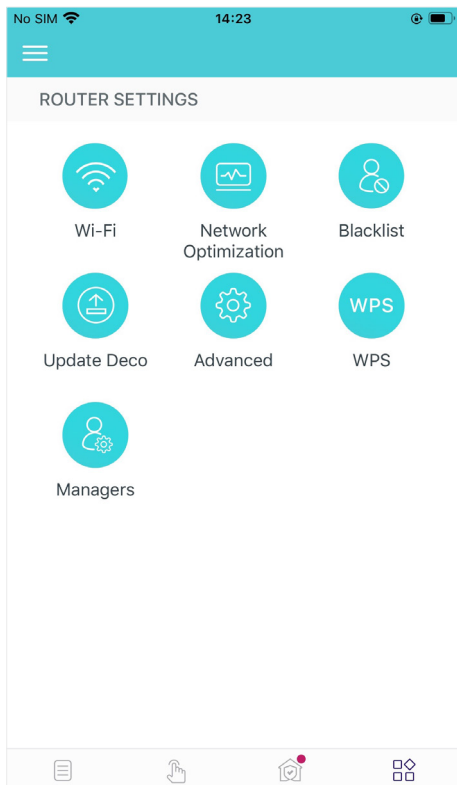 No SIM 14:23
ROUTER SETTINGS
Wi-Fi
Network
Optimization
Blacklist
Update Deco
Advanced
WPS
WPS
Managers